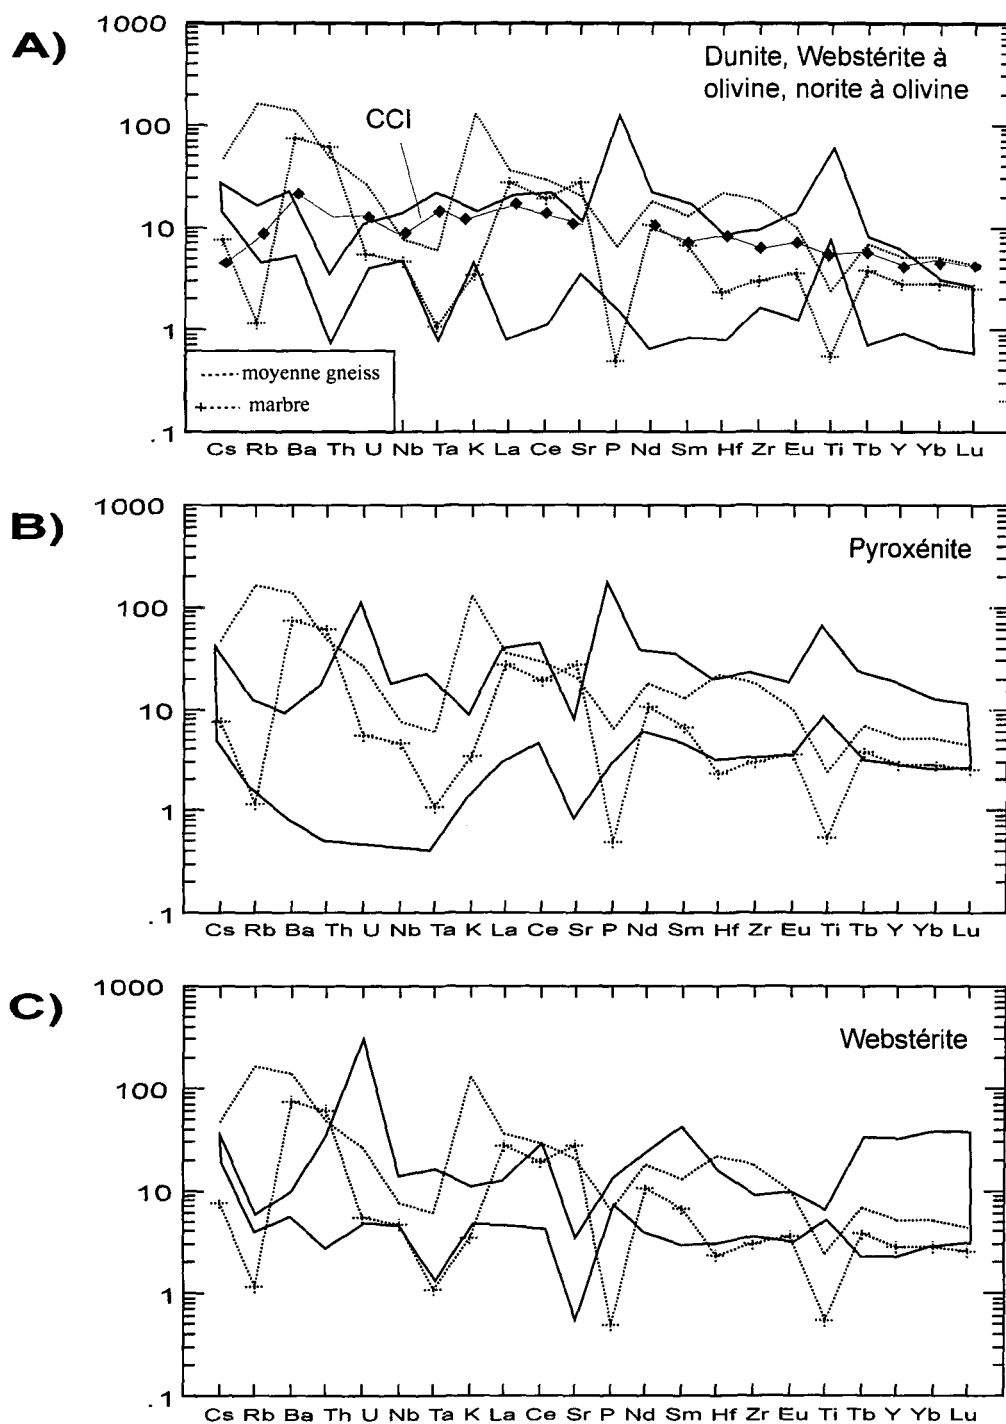 A)
1000
100
10
1
.1
Dunite, Webstérite à
olivine, norite à olivine
CCI
moyenne gneiss
marbre
Cs Rb Ba Th U Nb Ta K La Ce Sr P Nd Sm Hf Zr Eu Ti Tb Y Yb Lu
B)
1000
100
10
1
.1
Pyroxénite
Cs Rb Ba Th U Nb Ta K La Ce Sr P Nd Sm Hf Zr Eu Ti Tb Y Yb Lu
C)
1000
100
10
1
.1
Webstérite
Cs Rb Ba Th U Nb Ta K La Ce Sr P Nd Sm Hf Zr Eu Ti Tb Y Yb Lu